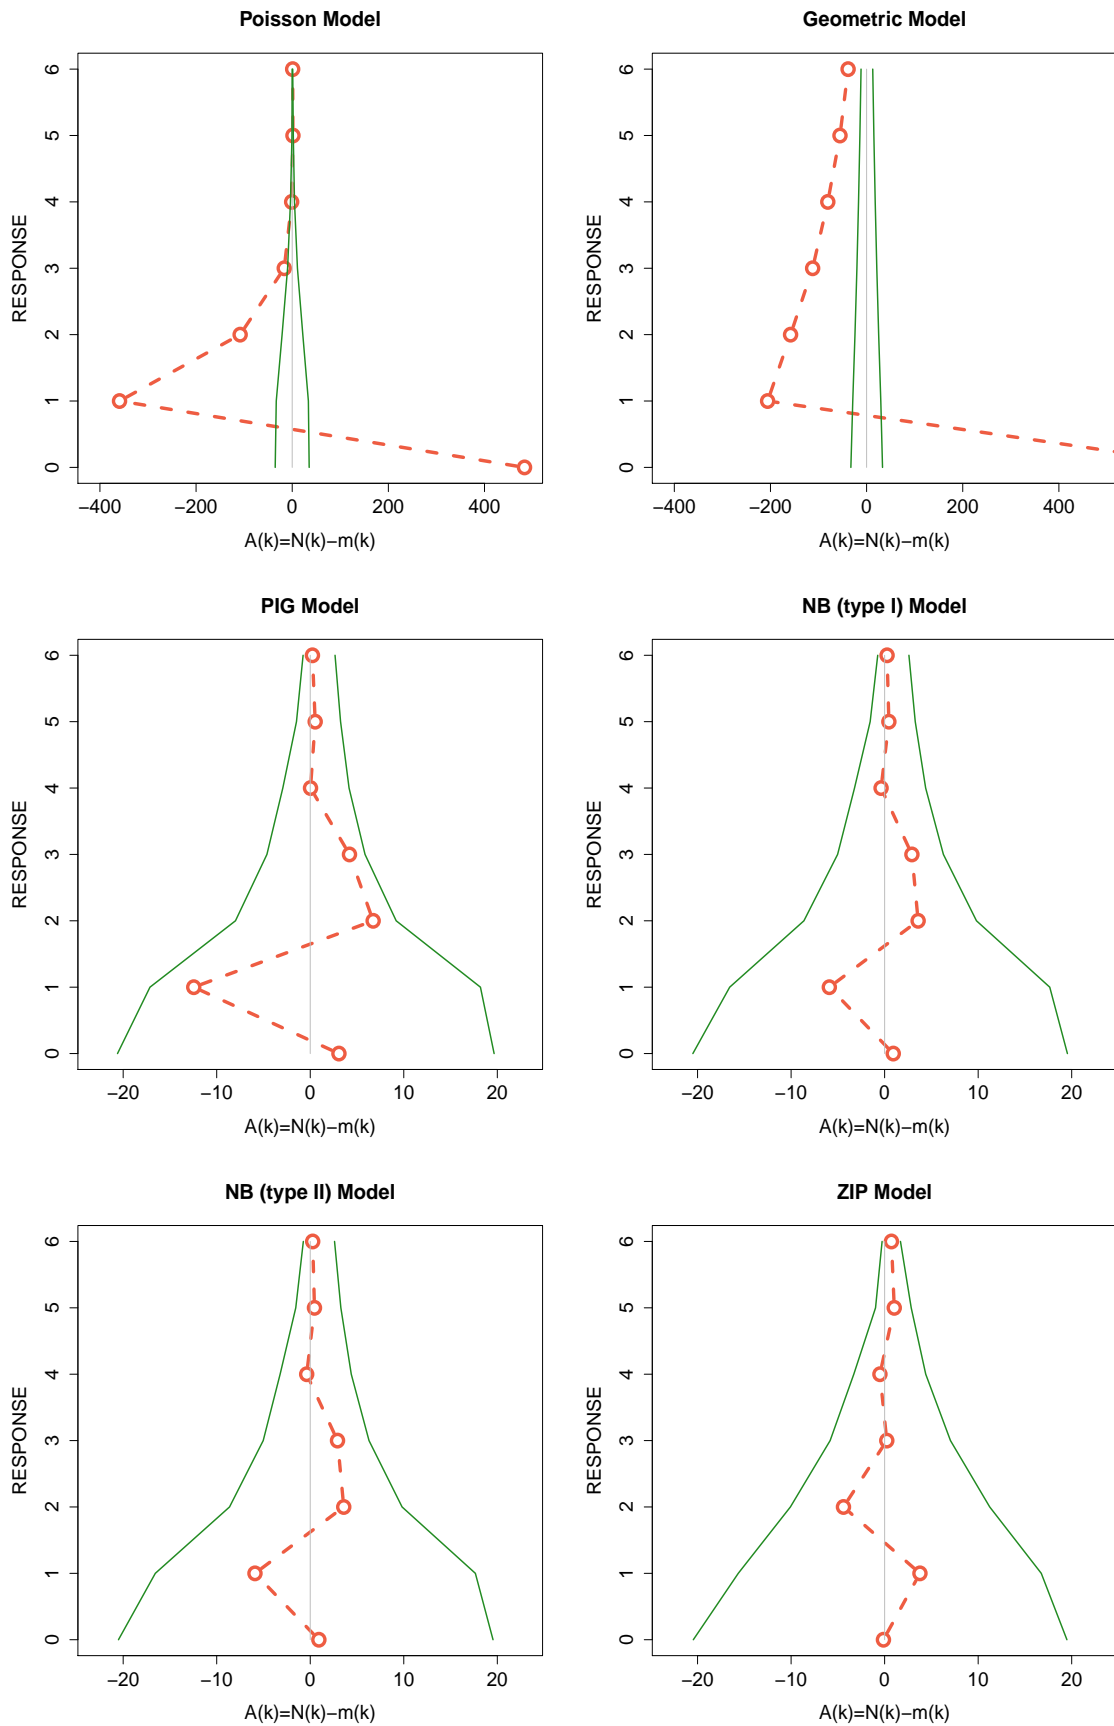 Poisson Model
RESPONSE
6
5
4
3
2
1
0
−400 −200 0 200 400
A(k)=N(k)−m(k)
Geometric Model
RESPONSE
6
5
4
3
2
1
0
−400 −200 0 200 400
A(k)=N(k)−m(k)
PIG Model
RESPONSE
6
5
4
3
2
1
0
−20 −10 0 10 20
A(k)=N(k)−m(k)
NB (type I) Model
RESPONSE
6
5
4
3
2
1
0
−20 −10 0 10 20
A(k)=N(k)−m(k)
NB (type II) Model
RESPONSE
6
5
4
3
2
1
0
−20 −10 0 10 20
A(k)=N(k)−m(k)
ZIP Model
RESPONSE
6
5
4
3
2
1
0
−20 −10 0 10 20
A(k)=N(k)−m(k)